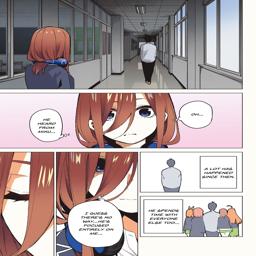 OH...
HE
HEARD
FROM
MIKU...
A LOT HAS
HAPPENED
SINCE THEN.
I GUESS
THERE'S NO
WAY...HE'S
FOCUSED
ENTIRELY ON
ME...
HE SPENDS
TIME WITH
EVERYONE
ELSE TOO...